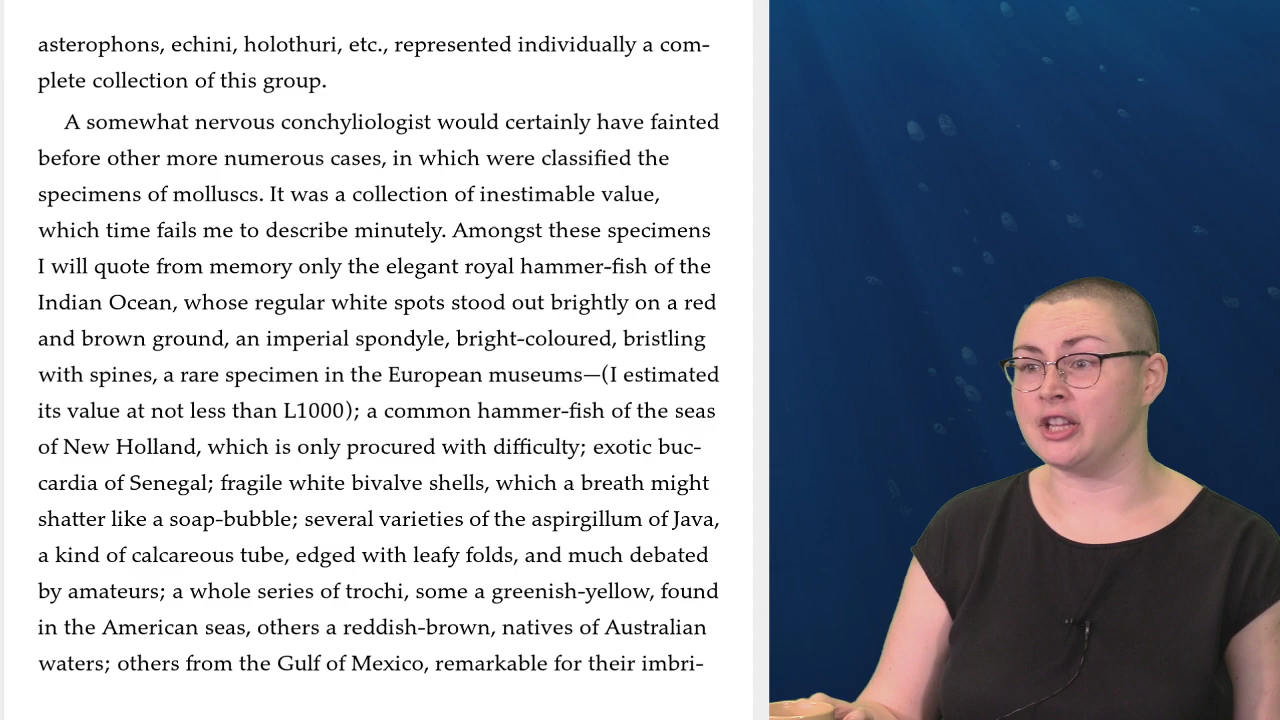 asterophons, echini, holothuri, etc., represented individually a com-
plete collection of this group.
A somewhat nervous conchyliologist would certainly have fainted
before other more numerous cases, in which were classified the
specimens of molluscs. It was a collection of inestimable value,
which time fails me to describe minutely. Amongst these specimens
I will quote from memory only the elegant royal hammer-fish of the
Indian Ocean, whose regular white spots stood out brightly on a red
and brown ground, an imperial spondyle, bright-coloured, bristling
with spines, a rare specimen in the European museums—(I estimated
its value at not less than L1000); a common hammer-fish of the seas
of New Holland, which is only procured with difficulty; exotic buc-
cardia of Senegal; fragile white bivalve shells, which a breath might
shatter like a soap-bubble; several varieties of the aspirgillum of Java,
a kind of calcareous tube, edged with leafy folds, and much debated
by amateurs; a whole series of trochi, some a greenish-yellow, found
in the American seas, others a reddish-brown, natives of Australian
waters; others from the Gulf of Mexico, remarkable for their imbri-